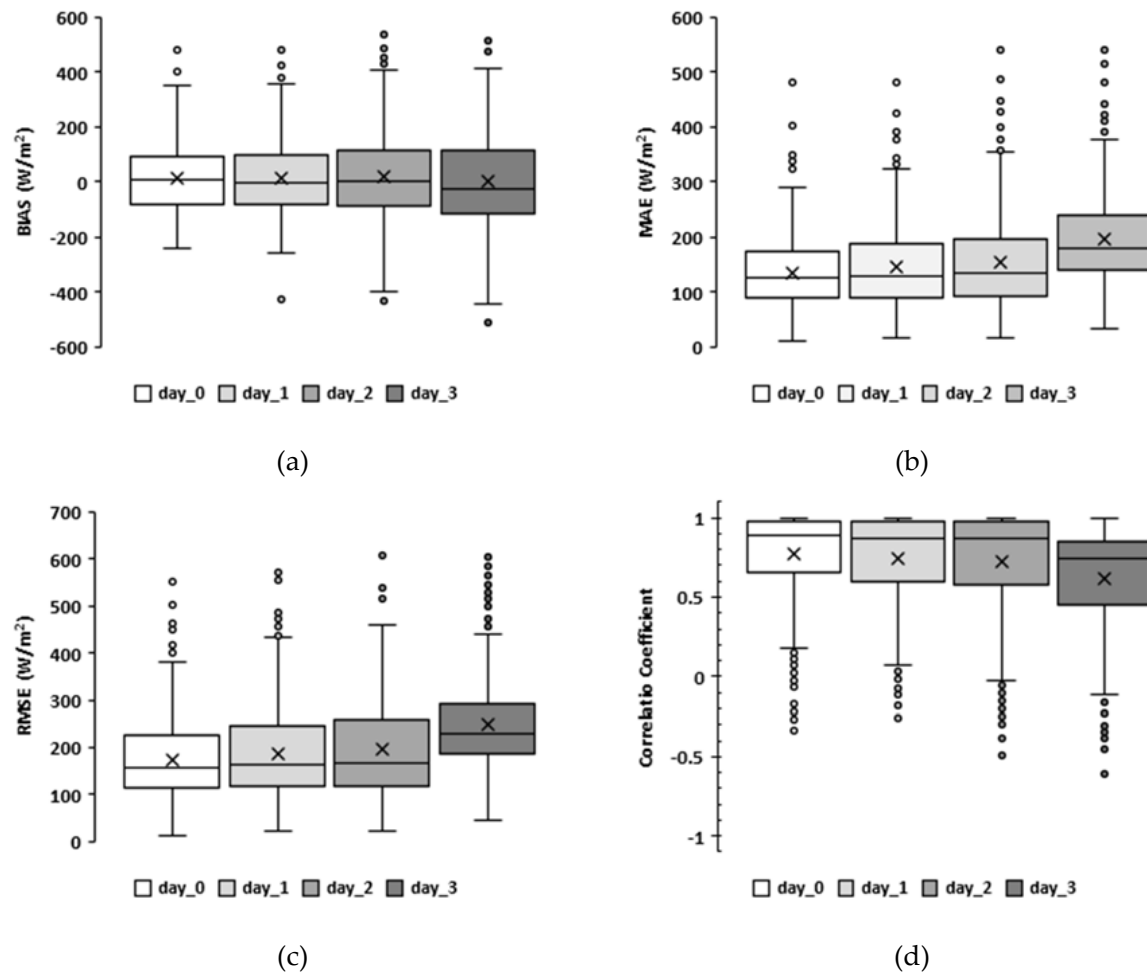 600
400
200
0
-200
-400
-600
BIAS (W/m²)
day_0 day_1 day_2 day_3
(a)
600
500
400
300
200
100
0
MAE (W/m²)
day_0 day_1 day_2 day_3
(b)
700
600
500
400
300
200
100
0
RMSE (W/m²)
day_0 day_1 day_2 day_3
(c)
1
0.5
0
-0.5
-1
Correlatio Coefficient
day_0 day_1 day_2 day_3
(d)